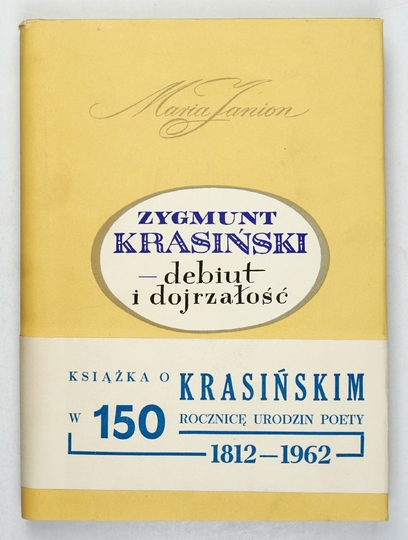 Maria Janion
ZYGMUNT
KRASIŃSKI
– debiut
i dojrzałość
KSIĄŻKA O KRASIŃSKIM
W 150 ROCZNICĘ URODZIN POETY
1812–1962